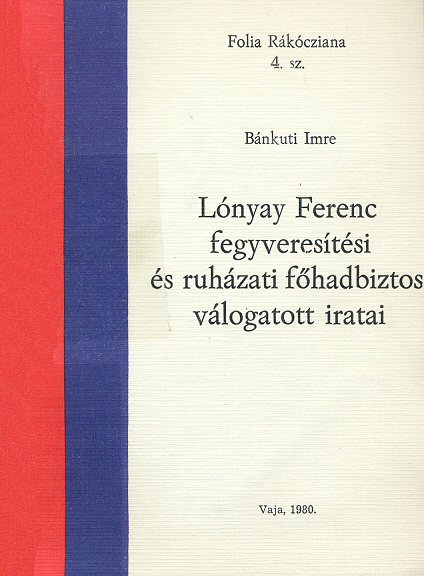 Folia Rákócziana
4. sz.
Bánkuti Imre
Lónyay Ferenc
fegyveresítési
és ruházati főhadbiztos
válogatott iratai
Vaja, 1980.